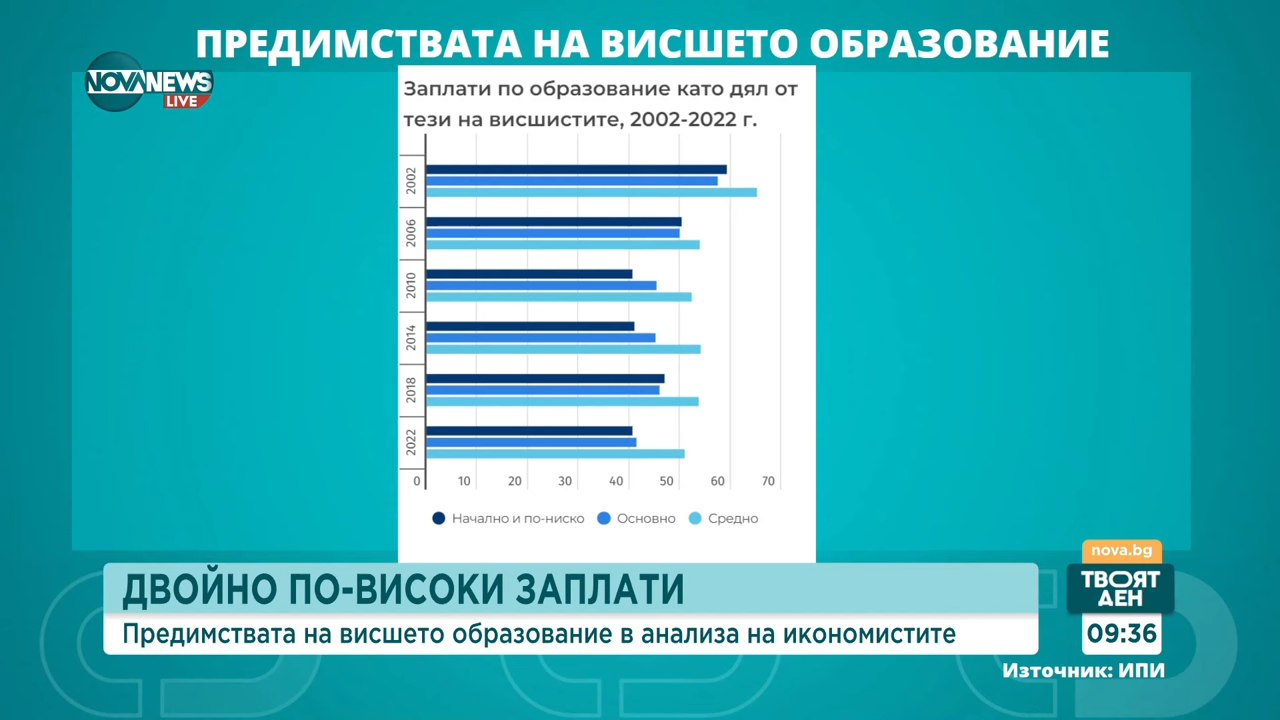 ПРЕДИМСТВАТА НА ВИСШЕТО ОБРАЗОВАНИЕ
NOVANEWS
LIVE
Заплати по образование като дял от
тези на висшистите, 2002-2022 г.
2002
2006
2010
2014
2018
2022
0 10 20 30 40 50 60 70
Начално и по-ниско Основно Средно
nova.bg
ТВОЯТ
ДЕН
09:36
ДВОЙНО ПО-ВИСОКИ ЗАПЛАТИ
Предимствата на висшето образование в анализа на икономистите
Източник: ИПИ